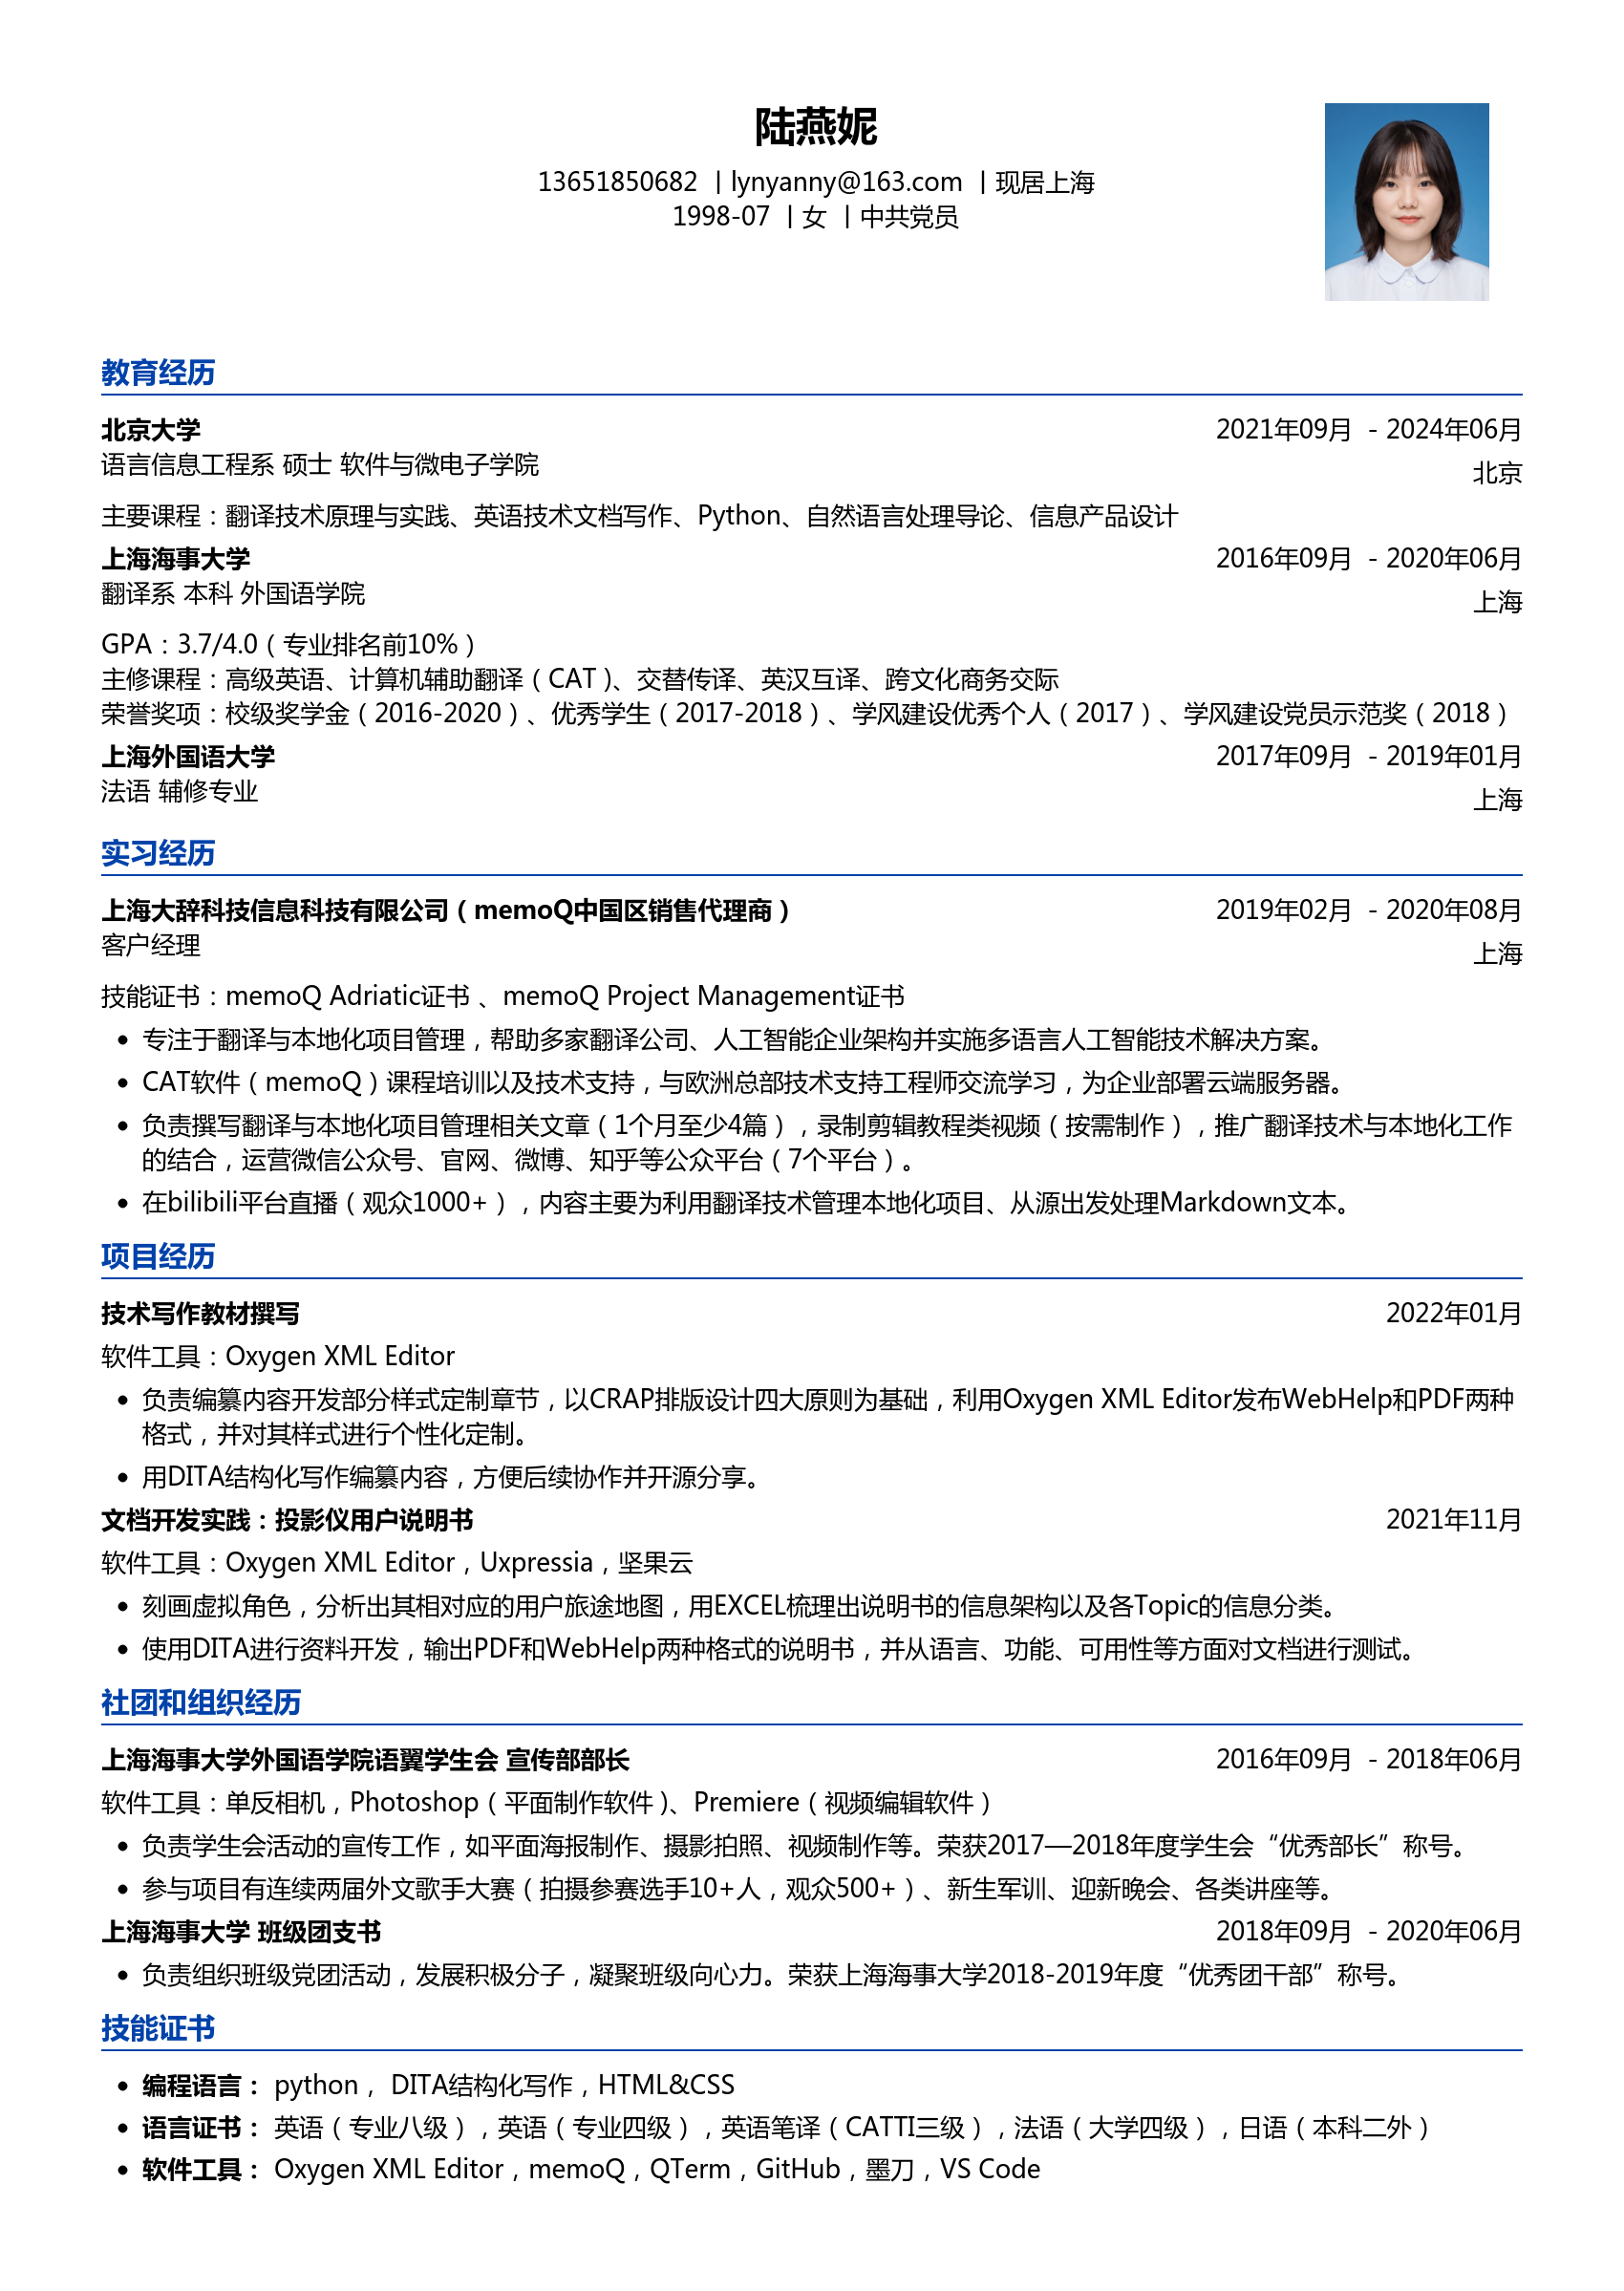 陆燕妮
13651850682 丨lynyanny@163.com 丨现居上海
1998-07 丨女 丨中共党员
教育经历
北京大学 2021年09月 - 2024年06月
语言信息工程系 硕士 软件与微电子学院 北京
主要课程：翻译技术原理与实践、英语技术文档写作、Python、自然语言处理导论、信息产品设计
上海海事大学 2016年09月 - 2020年06月
翻译系 本科 外国语学院 上海
GPA：3.7/4.0（专业排名前10%）
主修课程：高级英语、计算机辅助翻译（CAT）、交替传译、英汉互译、跨文化商务交际
荣誉奖项：校级奖学金（2016-2020）、优秀学生（2017-2018）、学风建设优秀个人（2017）、学风建设党员示范奖（2018）
上海外国语大学 2017年09月 - 2019年01月
法语 辅修专业 上海
实习经历
上海大辞科技信息科技有限公司（memoQ中国区销售代理商） 2019年02月 - 2020年08月
客户经理 上海
技能证书：memoQ Adriatic证书 、memoQ Project Management证书
• 专注于翻译与本地化项目管理，帮助多家翻译公司、人工智能企业架构并实施多语言人工智能技术解决方案。
• CAT软件（memoQ）课程培训以及技术支持，与欧洲总部技术支持工程师交流学习，为企业部署云端服务器。
• 负责撰写翻译与本地化项目管理相关文章（1个月至少4篇），录制剪辑教程类视频（按需制作），推广翻译技术与本地化工作
的结合，运营微信公众号、官网、微博、知乎等公众平台（7个平台）。
• 在bilibili平台直播（观众1000+），内容主要为利用翻译技术管理本地化项目、从源出发处理Markdown文本。
项目经历
技术写作教材撰写 2022年01月
软件工具：Oxygen XML Editor
• 负责编纂内容开发部分样式定制章节，以CRAP排版设计四大原则为基础，利用Oxygen XML Editor发布WebHelp和PDF两种
格式，并对其样式进行个性化定制。
• 用DITA结构化写作编纂内容，方便后续协作并开源分享。
文档开发实践：投影仪用户说明书 2021年11月
软件工具：Oxygen XML Editor，Uxpressia，坚果云
• 刻画虚拟角色，分析出其相对应的用户旅途地图，用EXCEL梳理出说明书的信息架构以及各Topic的信息分类。
• 使用DITA进行资料开发，输出PDF和WebHelp两种格式的说明书，并从语言、功能、可用性等方面对文档进行测试。
社团和组织经历
上海海事大学外国语学院语翼学生会 宣传部部长 2016年09月 - 2018年06月
软件工具：单反相机，Photoshop（平面制作软件）、Premiere（视频编辑软件）
• 负责学生会活动的宣传工作，如平面海报制作、摄影拍照、视频制作等。荣获2017—2018年度学生会“优秀部长”称号。
• 参与项目有连续两届外文歌手大赛（拍摄参赛选手10+人，观众500+）、新生军训、迎新晚会、各类讲座等。
上海海事大学 班级团支书 2018年09月 - 2020年06月
• 负责组织班级党团活动，发展积极分子，凝聚班级向心力。荣获上海海事大学2018-2019年度“优秀团干部”称号。
技能证书
• 编程语言： python， DITA结构化写作，HTML&CSS
• 语言证书： 英语（专业八级），英语（专业四级），英语笔译（CATTI三级），法语（大学四级），日语（本科二外）
• 软件工具： Oxygen XML Editor，memoQ，QTerm，GitHub，墨刀，VS Code